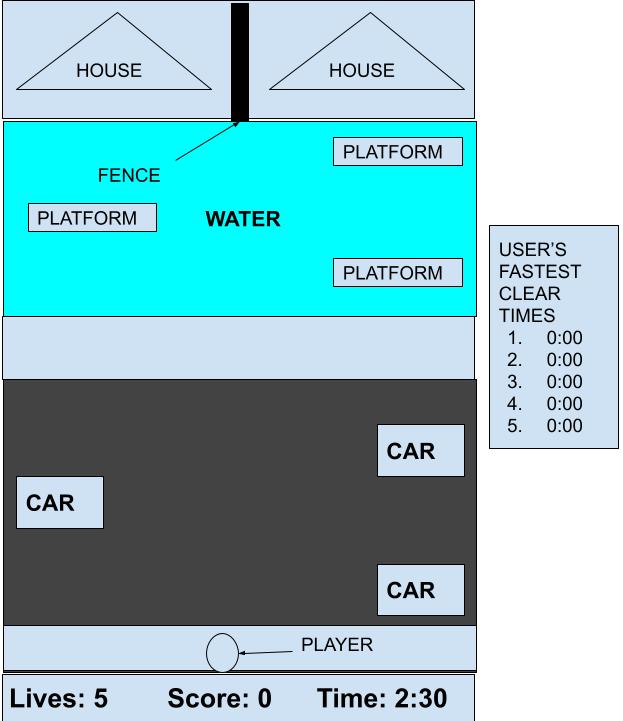 HOUSE
HOUSE
PLATFORM
FENCE
PLATFORM
WATER
PLATFORM
USER'S
FASTEST
CLEAR
TIMES
1. 0:00
2. 0:00
3. 0:00
4. 0:00
5. 0:00
CAR
CAR
CAR
PLAYER
Lives: 5 Score: 0 Time: 2:30